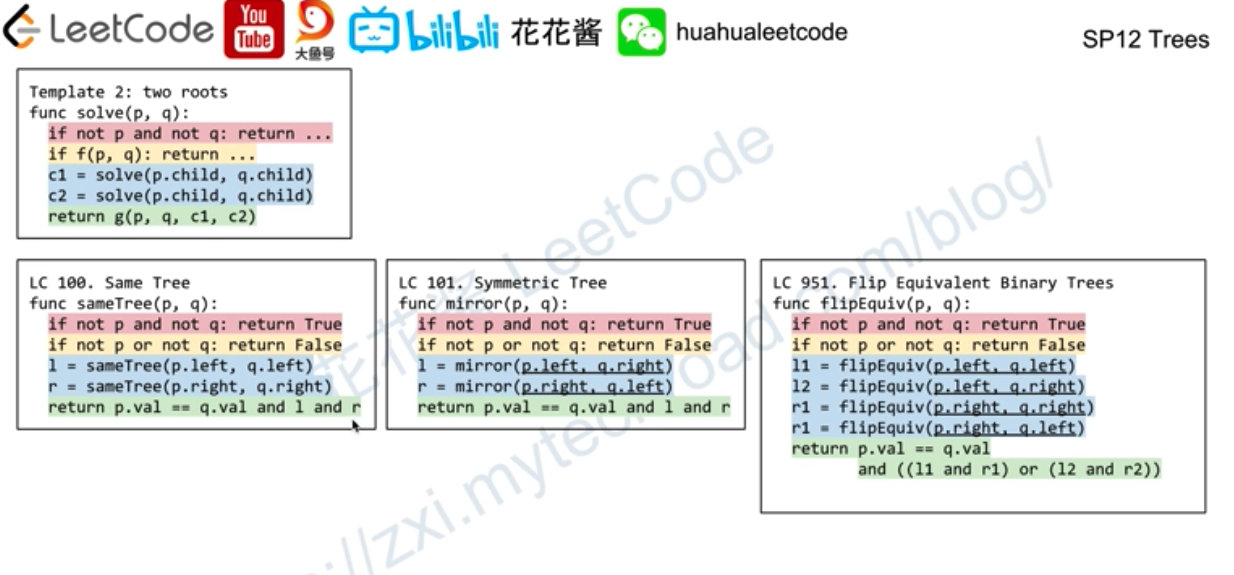 LeetCode
You
Tube
大鱼号
bilibili 花花酱
huahualeetcode
SP12 Trees
Template 2: two roots
func solve(p, q):
if not p and not q: return ...
if f(p, q): return ...
c1 = solve(p.child, q.child)
c2 = solve(p.child, q.child)
return g(p, q, c1, c2)
LC 100. Same Tree
func sameTree(p, q):
if not p and not q: return True
if not p or not q: return False
l = sameTree(p.left, q.left)
r = sameTree(p.right, q.right)
return p.val == q.val and l and r
LC 101. Symmetric Tree
func mirror(p, q):
if not p and not q: return True
if not p or not q: return False
l = mirror(p.left, q.right)
r = mirror(p.right, q.left)
return p.val == q.val and l and r
LC 951. Flip Equivalent Binary Trees
func flipEquiv(p, q):
if not p and not q: return True
if not p or not q: return False
l1 = flipEquiv(p.left, q.left)
l2 = flipEquiv(p.left, q.right)
r1 = flipEquiv(p.right, q.right)
r1 = flipEquiv(p.right, q.left)
return p.val == q.val
and ((l1 and r1) or (l2 and r2))
花花酱 LeetCode
://zxi.mytechroad.com/blog/